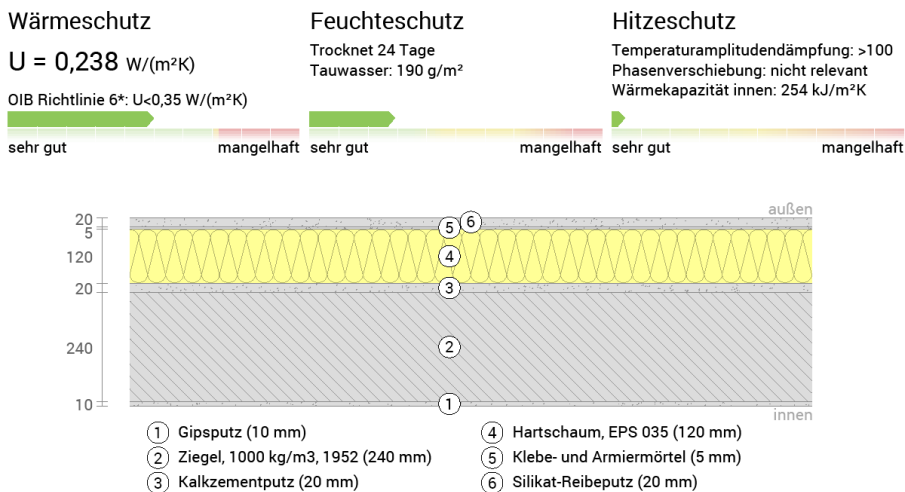 Wärmeschutz
U = 0,238 W/(m²K)
OIB Richtlinie 6*: U<0,35 W/(m²K)
sehr gut mangelhaft
Feuchteschutz
Trocknet 24 Tage
Tauwasser: 190 g/m²
sehr gut mangelhaft
Hitzeschutz
Temperaturamplitudendämpfung: >100
Phasenverschiebung: nicht relevant
Wärmekapazität innen: 254 kJ/m²K
sehr gut mangelhaft
außen
20
5
120
20
240
10
6
5
4
3
2
1
innen
1 Gipsputz (10 mm)
2 Ziegel, 1000 kg/m3, 1952 (240 mm)
3 Kalkzementputz (20 mm)
4 Hartschaum, EPS 035 (120 mm)
5 Klebe- und Armiermörtel (5 mm)
6 Silikat-Reibeputz (20 mm)